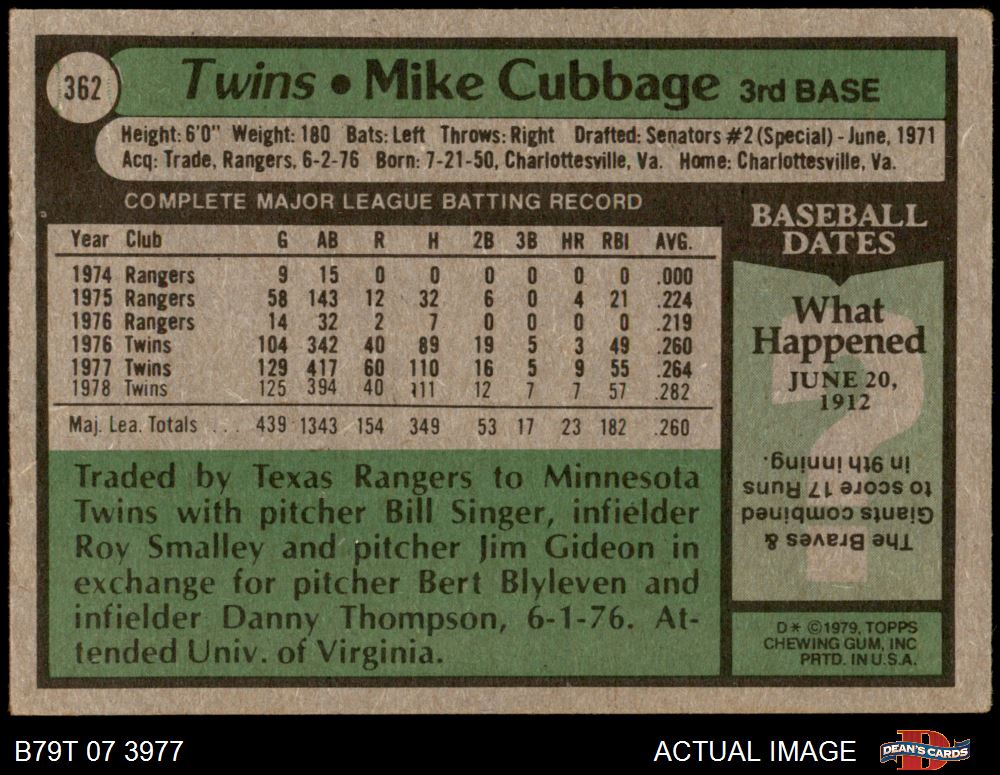 362
Twins • Mike Cubbage 3rd BASE
Height: 6'0" Weight: 180 Bats: Left Throws: Right Drafted: Senators #2 (Special) - June, 1971
Acq: Trade, Rangers, 6-2-76 Born: 7-21-50, Charlottesville, Va. Home: Charlottesville, Va.
COMPLETE MAJOR LEAGUE BATTING RECORD
Year Club G AB R H 2B 3B HR RBI AVG.
1974 Rangers 9 15 0 0 0 0 0 0 .000
1975 Rangers 58 143 12 32 6 0 4 21 .224
1976 Rangers 14 32 2 7 0 0 0 0 .219
1976 Twins 104 342 40 89 19 5 3 49 .260
1977 Twins 129 417 60 110 16 5 9 55 .264
1978 Twins 125 394 40 111 12 7 7 57 .282
Maj. Lea. Totals ... 439 1343 154 349 53 17 23 182 .260
Traded by Texas Rangers to Minnesota
Twins with pitcher Bill Singer, infielder
Roy Smalley and pitcher Jim Gideon in
exchange for pitcher Bert Blyleven and
infielder Danny Thompson, 6-1-76. At-
tended Univ. of Virginia.
BASEBALL
DATES
What
Happened
JUNE 20,
1912
?
The Braves &
Giants combined
to score 17 Runs
in 9th inning.
D* ©1979, TOPPS
CHEWING GUM, INC
PRTD. IN U.S.A.
B79T 07 3977
ACTUAL IMAGE
D
DEAN'S CARDS